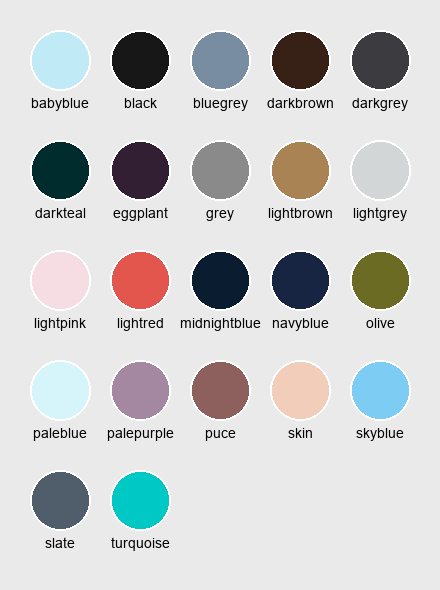 babyblue black bluegrey darkbrown darkgrey
darkteal eggplant grey lightbrown lightgrey
lightpink lightred midnightblue navyblue olive
paleblue palepurple puce skin skyblue
slate turquoise